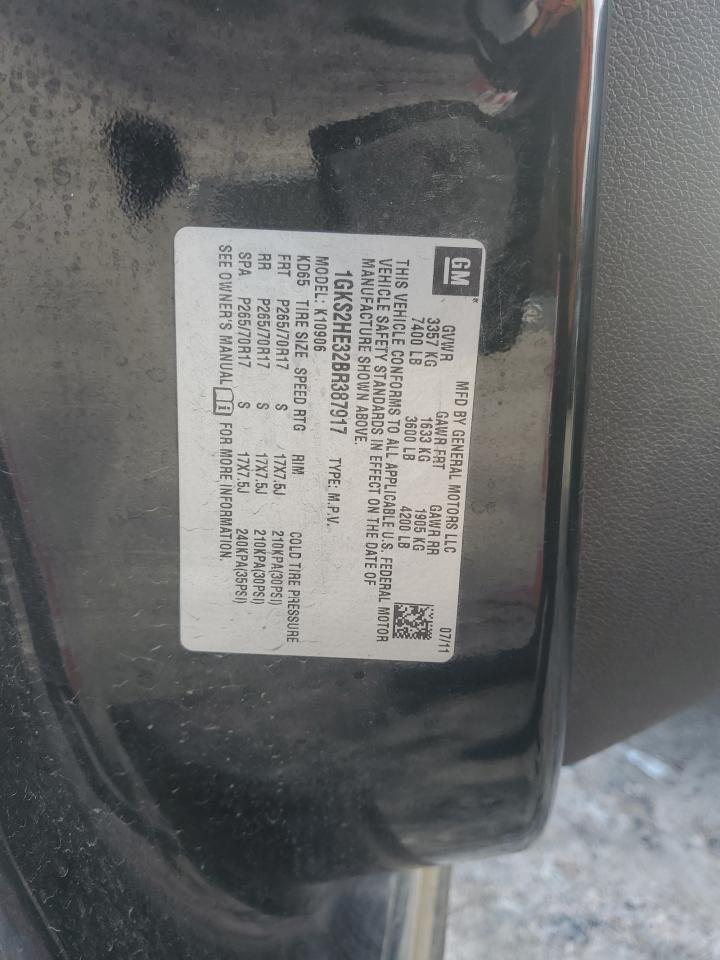 GM
MFD BY GENERAL MOTORS LLC 07/11
GVWR GAWR FRT GAWR RR
3357 KG 1633 KG 1905 KG
7400 LB 3600 LB 4200 LB
THIS VEHICLE CONFORMS TO ALL APPLICABLE U.S. FEDERAL MOTOR
VEHICLE SAFETY STANDARDS IN EFFECT ON THE DATE OF
MANUFACTURE SHOWN ABOVE.
1GKS2HE32BR387917 TYPE: M.P.V.
MODEL: K10906
KD65 TIRE SIZE SPEED RTG RIM COLD TIRE PRESSURE
FRT P265/70R17 S 17X7.5J 210KPA(30PSI)
RR P265/70R17 S 17X7.5J 210KPA(30PSI)
SPA P265/70R17 S 17X7.5J 240KPA(35PSI)
SEE OWNER'S MANUAL FOR MORE INFORMATION.